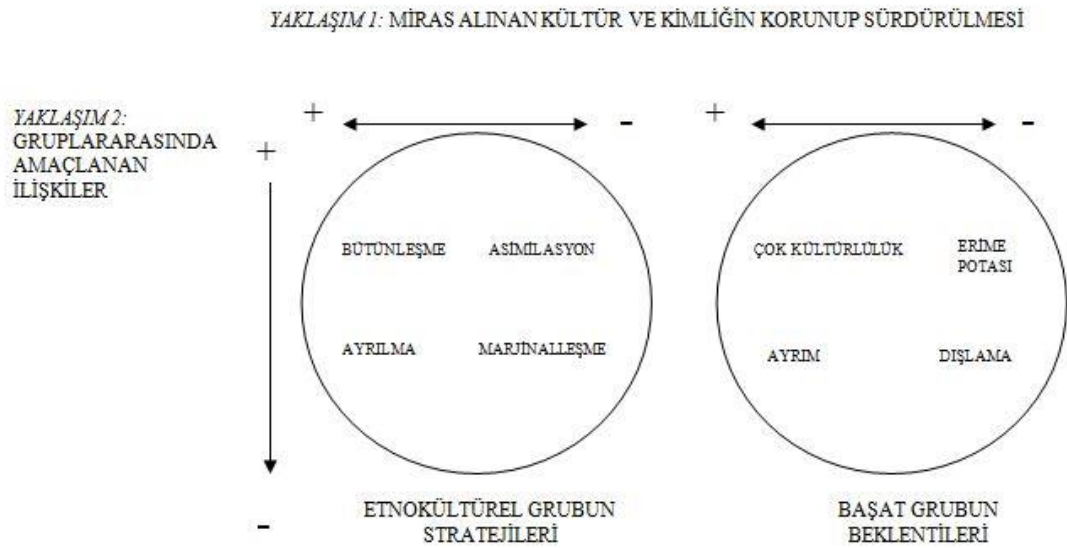 YAKLAŞIM 1: MİRAS ALINAN KÜLTÜR VE KİMLİĞİN KORUNUP SÜRDÜRÜLMESİ
YAKLAŞIM 2:
GRUPLARARASINDA
AMAÇLANAN
İLİŞKİLER
+
-
+ -
BÜTÜNLEŞME ASİMİLASYON
AYRILMA MARJİNALLEŞME
ETNOKÜLTÜREL GRUBUN
STRATEJİLERİ
+ -
ÇOK KÜLTÜRLÜLÜK ERİME
POTASI
AYRIM DIŞLAMA
BAŞAT GRUBUN
BEKLENTİLERİ